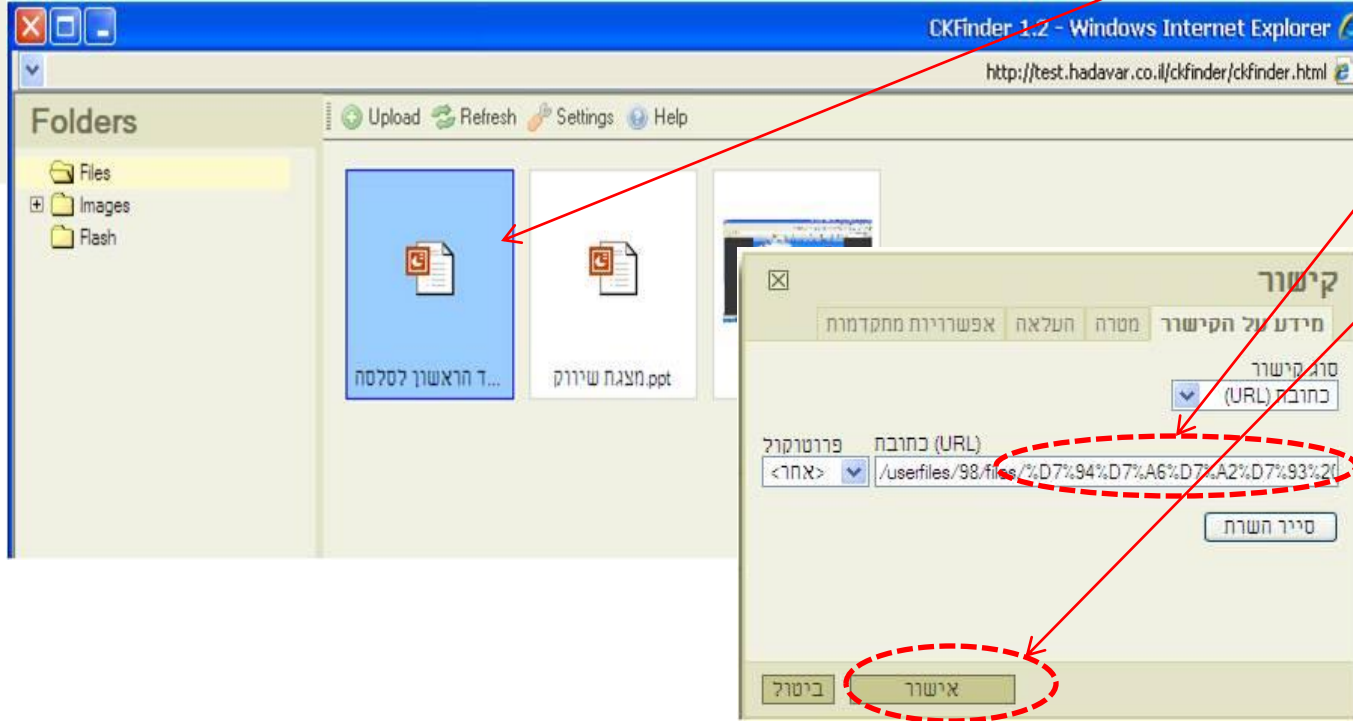 CKFinder 1.2 - Windows Internet Explorer
http://test.hadavar.co.il/ckfinder/ckfinder.html
Folders
Upload Refresh Settings Help
Files
Images
Flash
ד הראשון לסלסה...
מצגת שיווק.ppt
קישור
מידע על הקישור מטרה העלאה אפשרויות מתקדמות
סוג קישור
כתובת (URL)
כתובת (URL) פרוטוקול
/userfiles/98/files/%D7%94%D7%A6%D7%A2%D7%93%20 <אחר>
סייר השרת
אישור ביטול